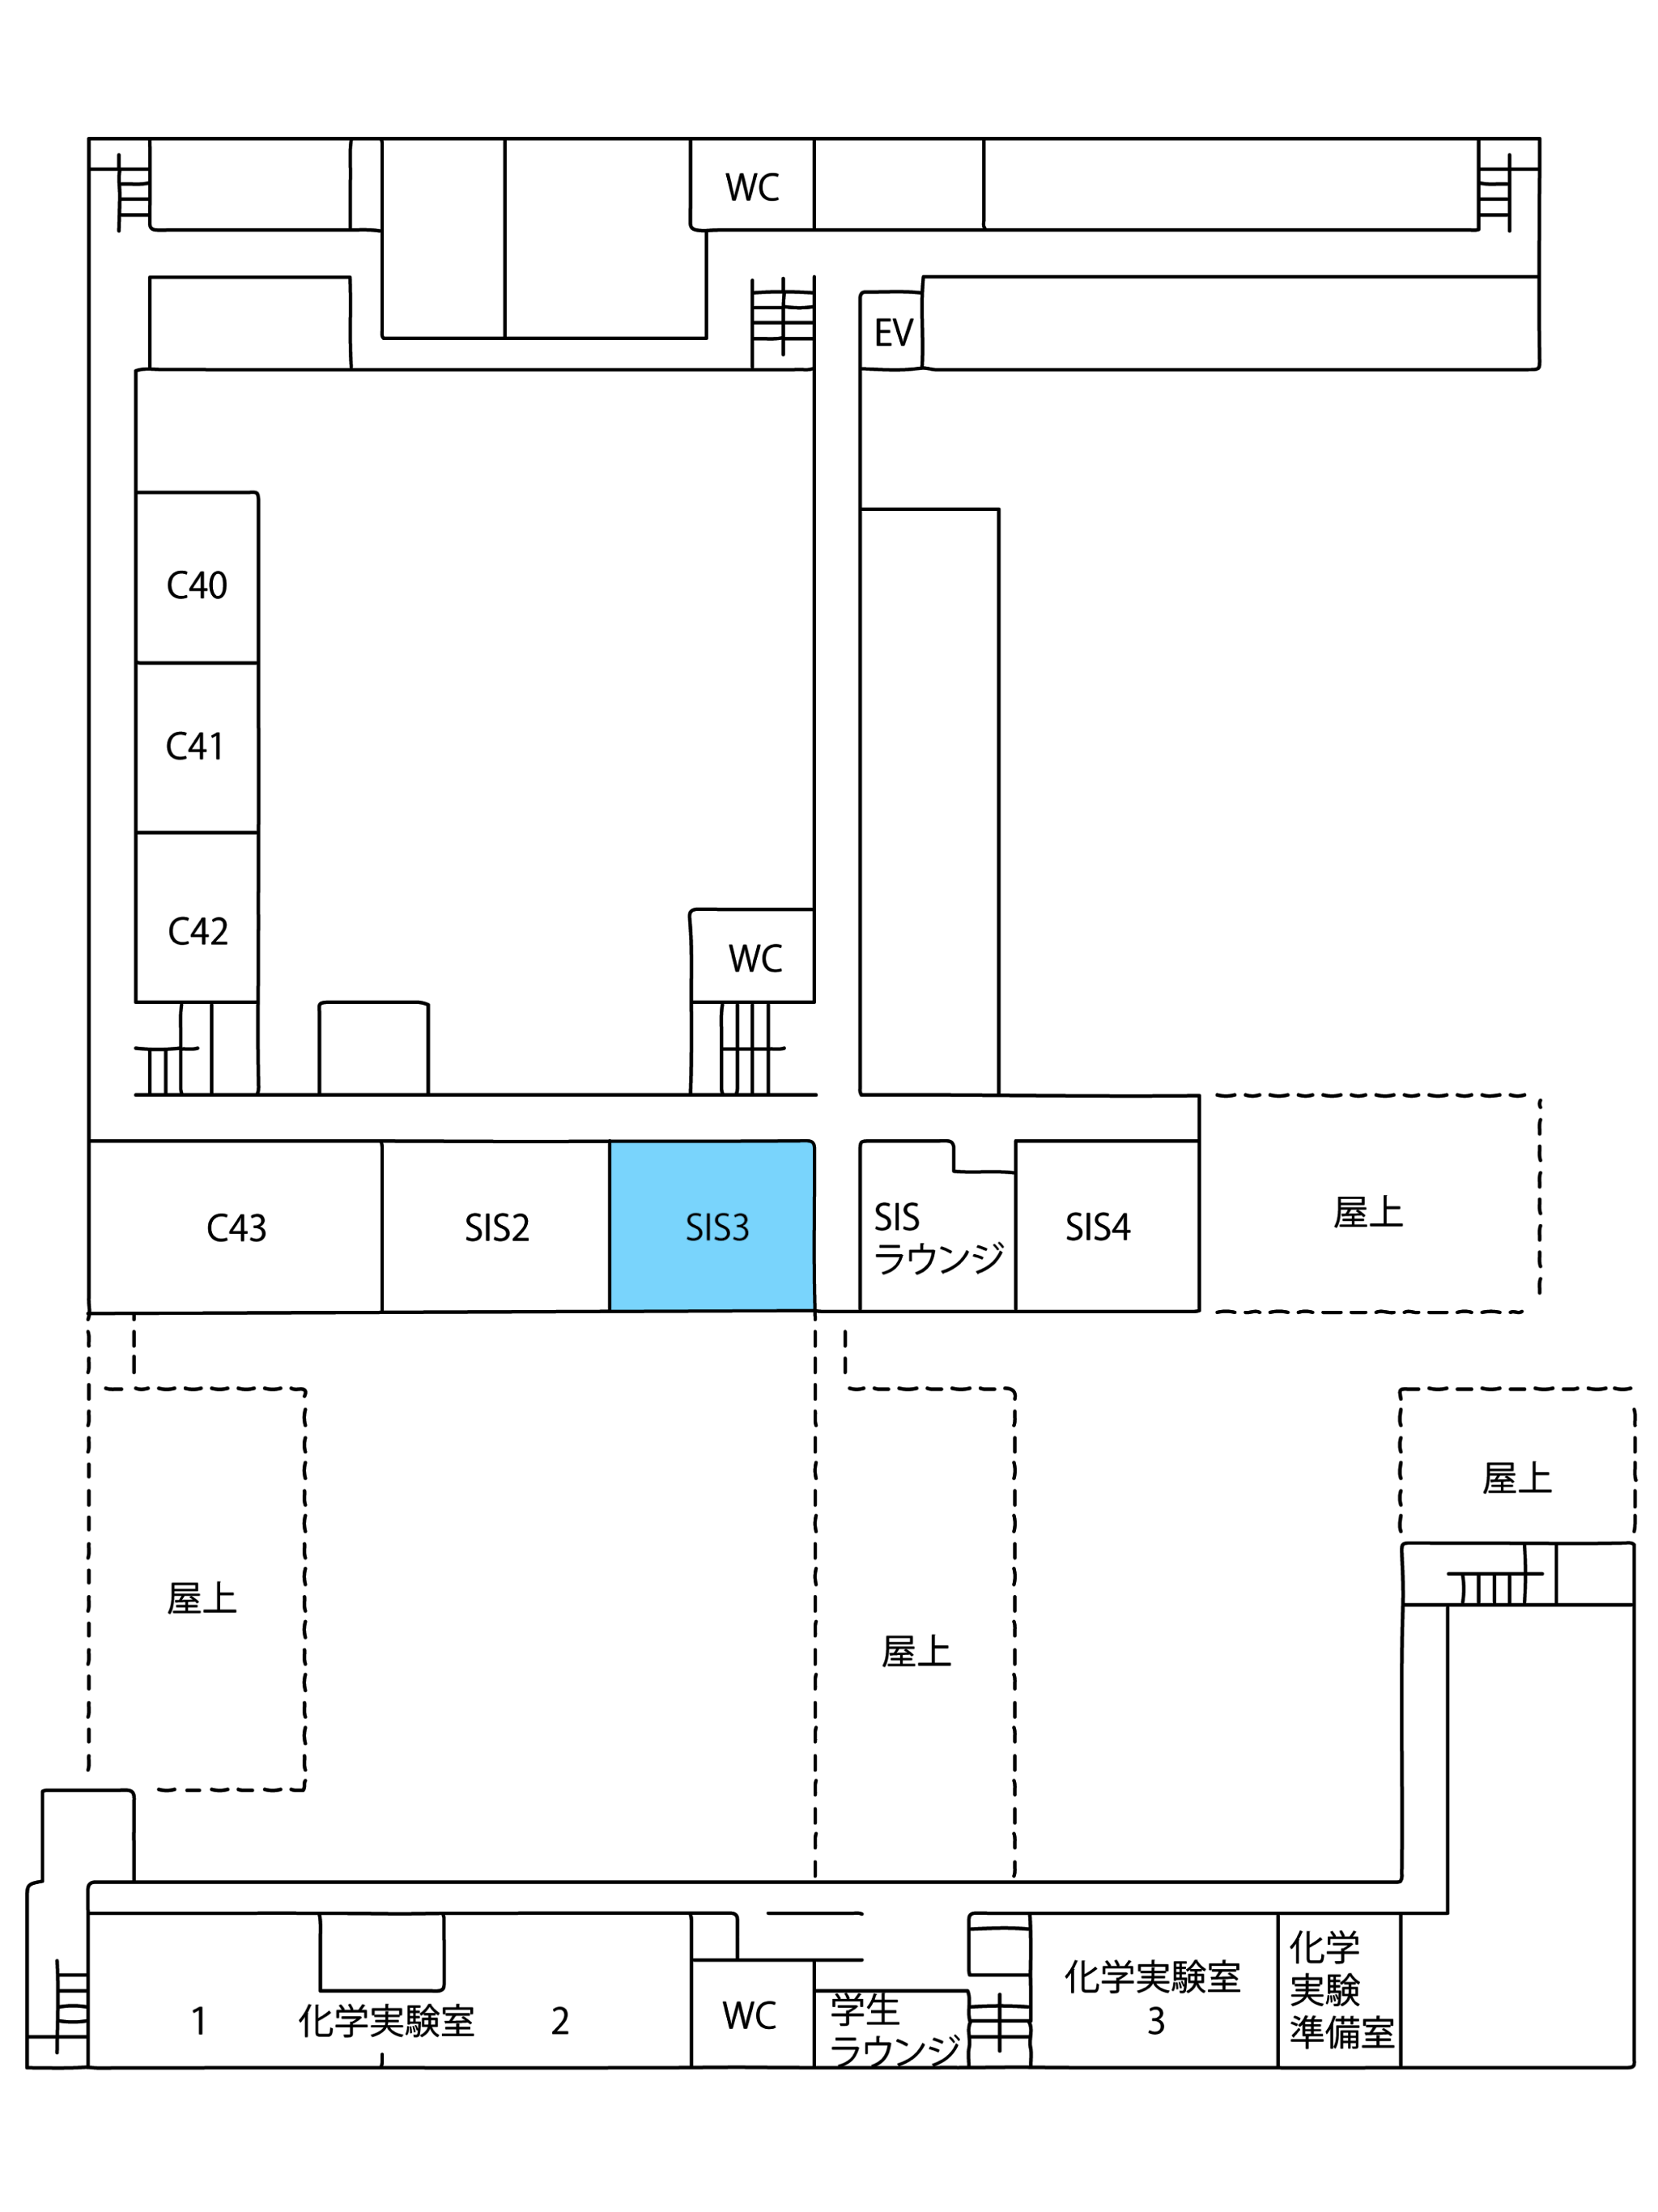 WC
EV
C40
C41
C42
WC
C43
SIS2
SIS3
SIS
ラウンジ
SIS4
屋上
屋上
屋上
屋上
1
化学実験室
2
WC
学生
ラウンジ
化学実験室
3
化学
実験
準備室